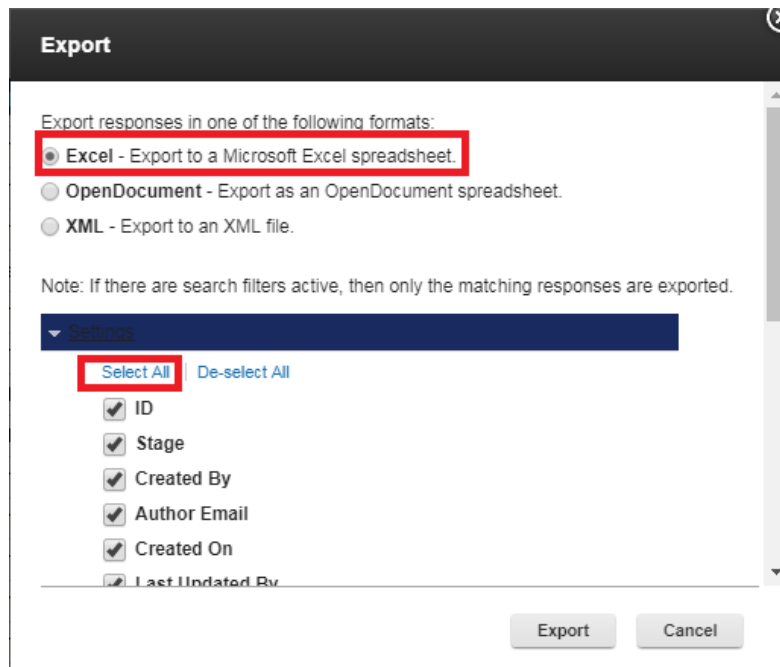 Export
Export responses in one of the following formats:
Excel - Export to a Microsoft Excel spreadsheet.
OpenDocument - Export as an OpenDocument spreadsheet.
XML - Export to an XML file.
Note: If there are search filters active, then only the matching responses are exported.
Settings
Select All | De-select All
ID
Stage
Created By
Author Email
Created On
Last Updated By
Export Cancel